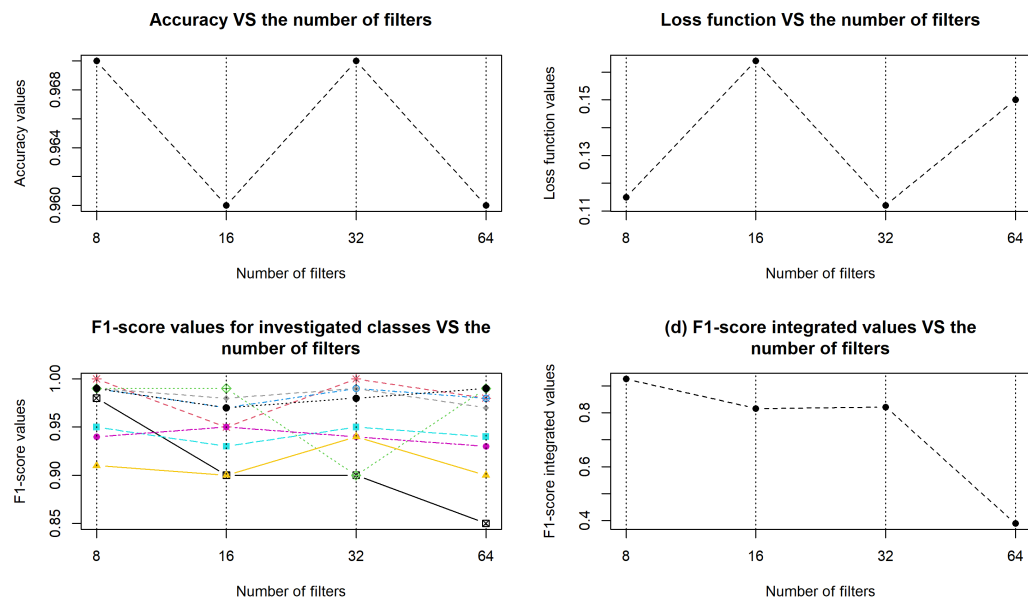 Accuracy VS the number of filters
Accuracy values
0.960
0.964
0.968
8
16
32
64
Number of filters
Loss function VS the number of filters
Loss function values
0.11
0.13
0.15
8
16
32
64
Number of filters
F1-score values for investigated classes VS the
number of filters
F1-score values
0.85
0.90
0.95
1.00
8
16
32
64
Number of filters
(d) F1-score integrated values VS the
number of filters
F1-score integrated values
0.4
0.6
0.8
8
16
32
64
Number of filters